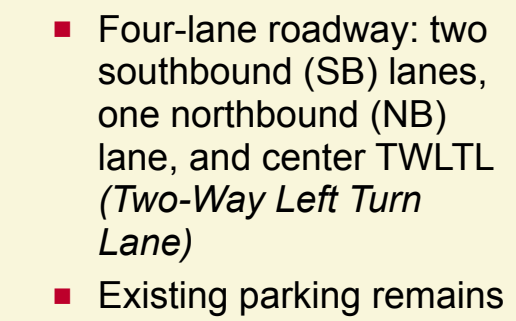 ▪ Four-lane roadway: two
southbound (SB) lanes,
one northbound (NB)
lane, and center TWLTL
(Two-Way Left Turn
Lane)
▪ Existing parking remains